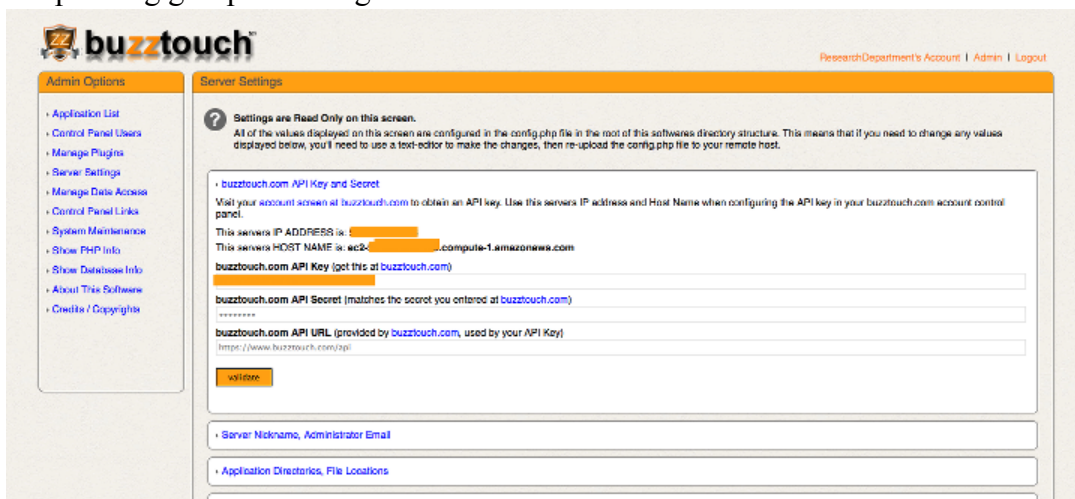 buzztouch
ResearchDepartment's Account | Admin | Logout
Admin Options
Server Settings
Application List
Control Panel Users
Manage Plugins
Server Settings
Manage Data Access
Control Panel Links
System Maintenance
Show PHP Info
Show Database Info
About This Software
Credits / Copyrights
Settings are Read Only on this screen.
All of the values displayed on this screen are configured in the config.php file in the root of this softwares directory structure. This means that if you need to change any values
displayed below, you'll need to use a text-editor to make the changes, then re-upload the config.php file to your remote host.
buzztouch.com API Key and Secret
Visit your account screen at buzztouch.com to obtain an API key. Use this servers IP address and Host Name when configuring the API key in your buzztouch.com account control
panel.
This servers IP ADDRESS is:
This servers HOST NAME is: ec2- .compute-1.amazonaws.com
buzztouch.com API Key (get this at buzztouch.com)
buzztouch.com API Secret (matches the secret you entered at buzztouch.com)
********
buzztouch.com API URL (provided by buzztouch.com, used by your API Key)
https://www.buzztouch.com/api
validate
Server Nickname, Administrator Email
Application Directories, File Locations